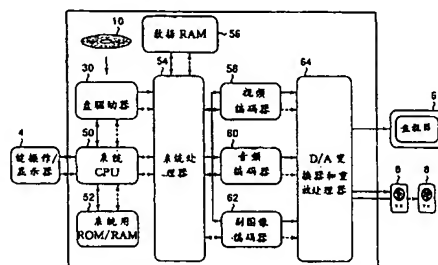 10
数据 RAM
56
30
54
58
64
盘驱动器
视频
编码器
6
监视器
50
60
4
键操作/
显示器
系统
CPU
系统处
理器
音频
编码器
D/A 变
换器和重
放处理器
8
8
52
62
系统用
ROM/RAM
副图像
编码器